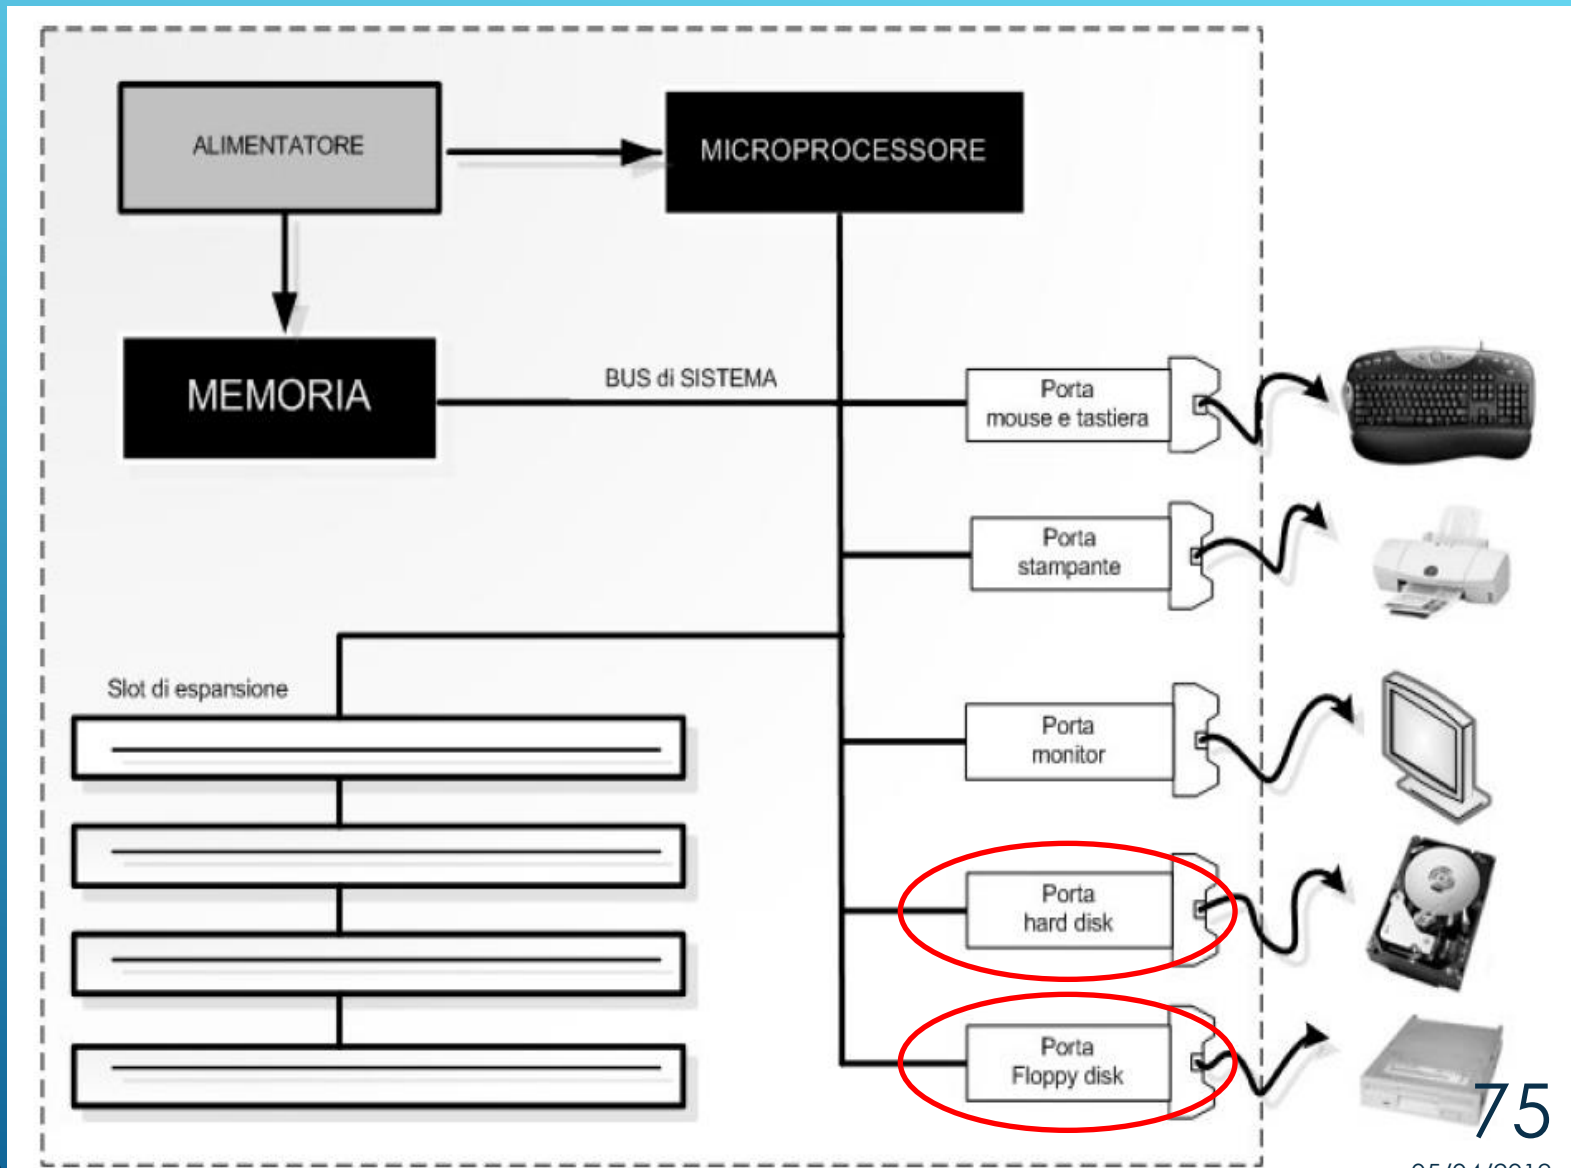 ALIMENTATORE
MICROPROCESSORE
MEMORIA
BUS di SISTEMA
Porta
mouse e tastiera
Porta
stampante
Slot di espansione
Porta
monitor
Porta
hard disk
Porta
Floppy disk
75